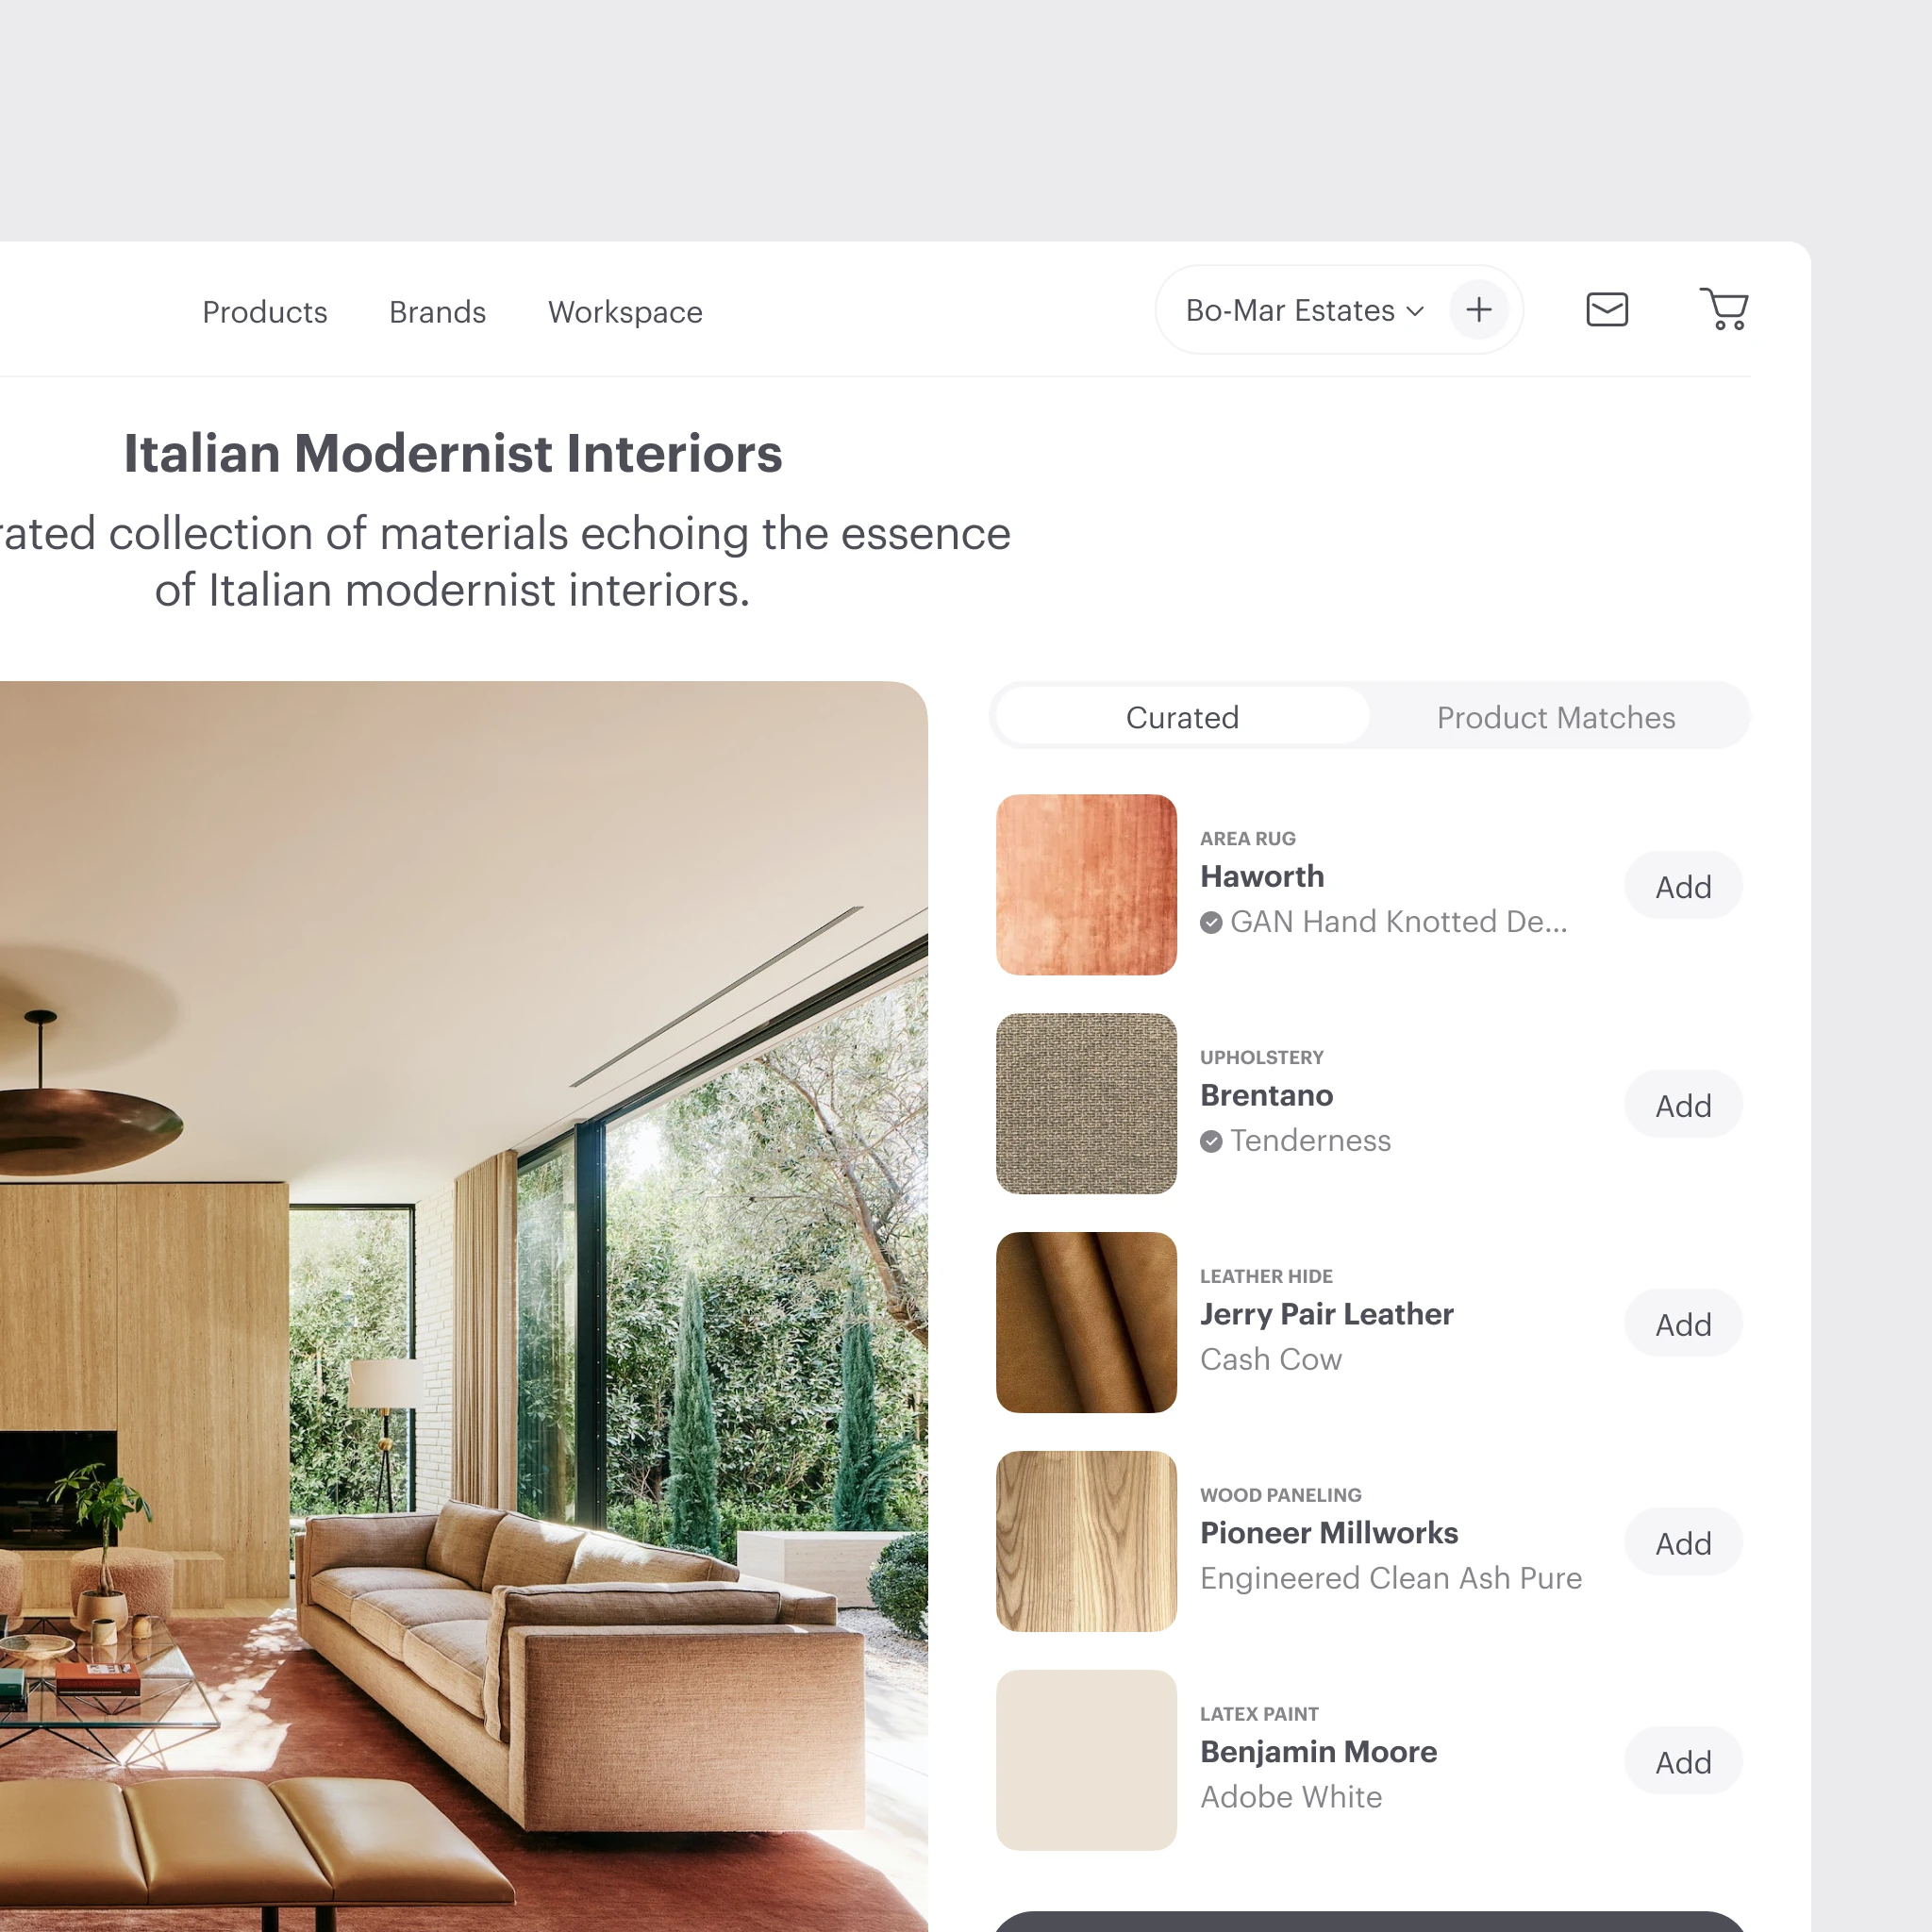 Products Brands Workspace
Bo-Mar Estates
Italian Modernist Interiors
collection of materials echoing the essence
of Italian modernist interiors.
Curated Product Matches
AREA RUG
Haworth
GAN Hand Knotted De...
Add
UPHOLSTERY
Brentano
Tenderness
Add
LEATHER HIDE
Jerry Pair Leather
Cash Cow
Add
WOOD PANELING
Pioneer Millworks
Engineered Clean Ash Pure
Add
LATEX PAINT
Benjamin Moore
Adobe White
Add